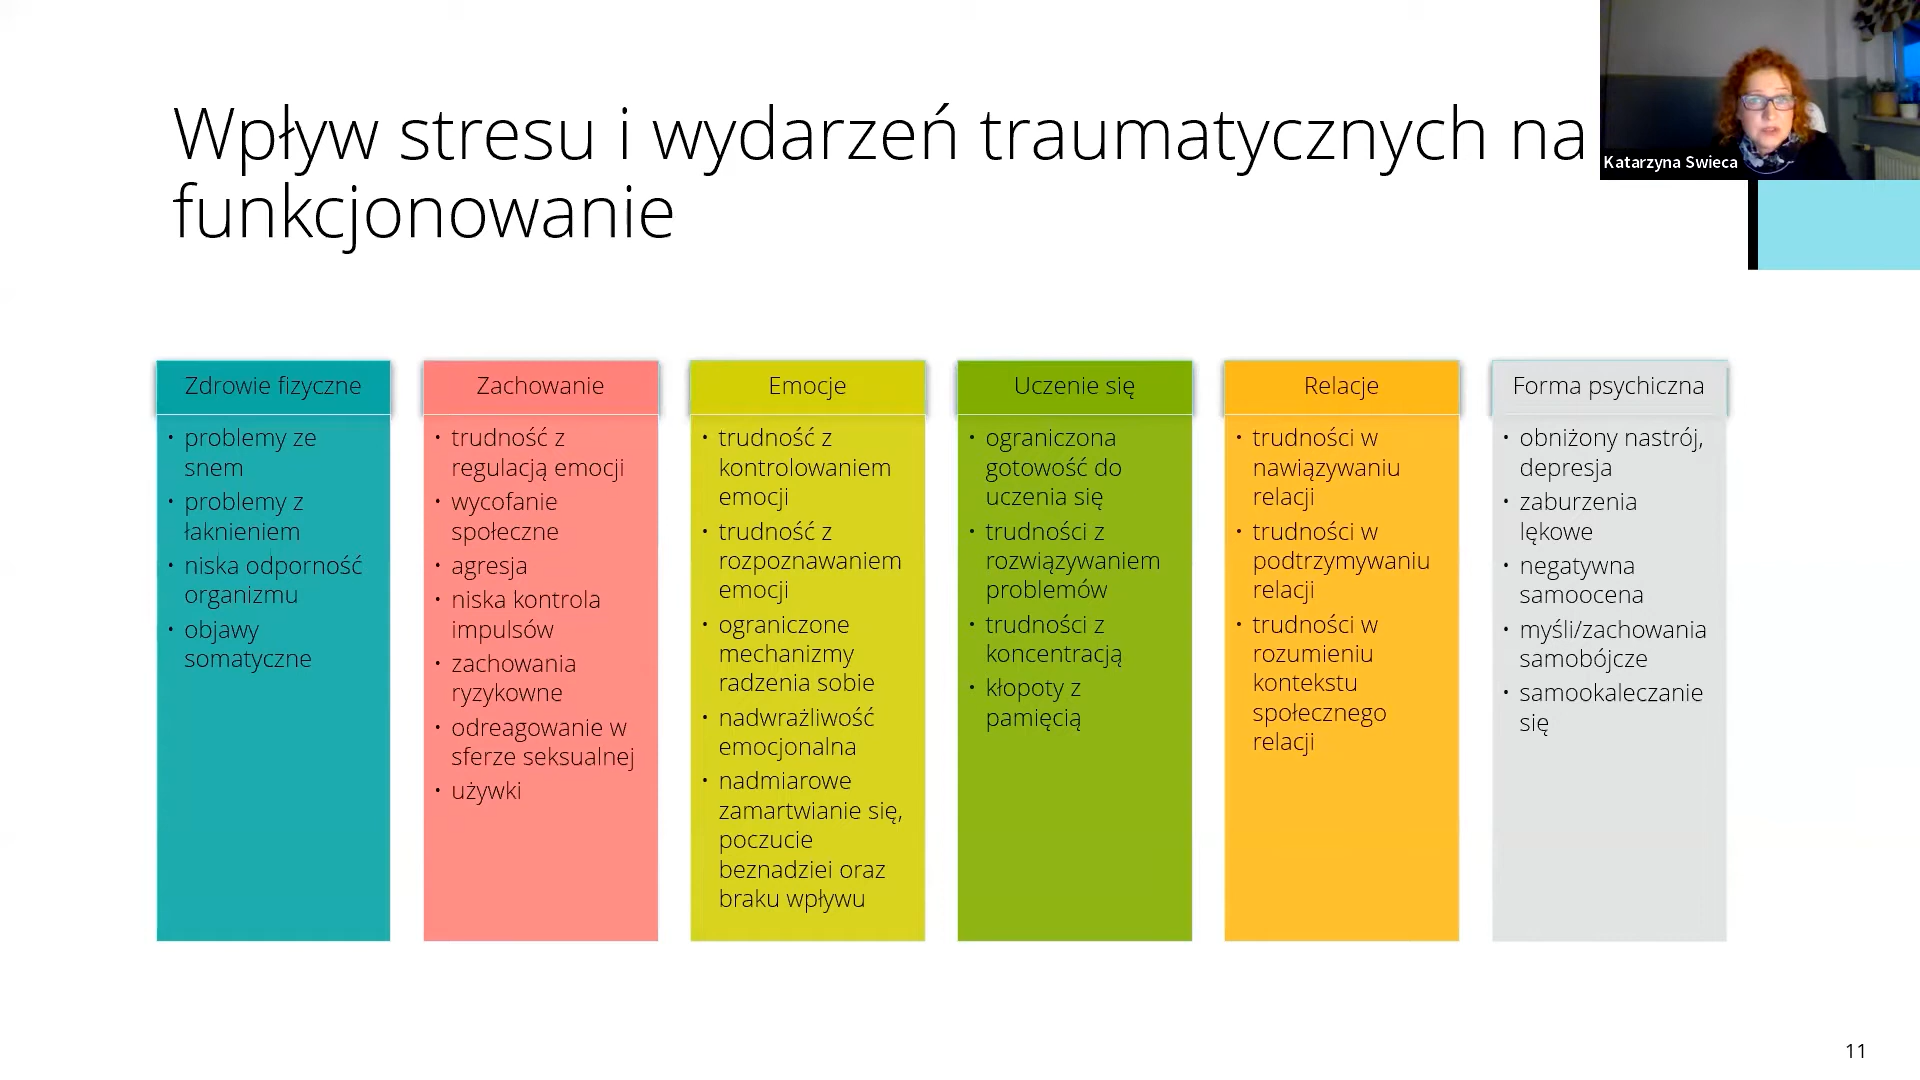 Wpływ stresu i wydarzeń traumatycznych na
funkcjonowanie
Katarzyna Swieca
Zdrowie fizyczne
• problemy ze
snem
• problemy z
łaknieniem
• niska odporność
organizmu
• objawy
somatyczne
Zachowanie
• trudność z
regulacją emocji
• wycofanie
społeczne
• agresja
• niska kontrola
impulsów
• zachowania
ryzykowne
• odreagowanie w
sferze seksualnej
• używki
Emocje
• trudność z
kontrolowaniem
emocji
• trudność z
rozpoznawaniem
emocji
• ograniczone
mechanizmy
radzenia sobie
• nadwrażliwość
emocjonalna
• nadmiarowe
zamartwianie się,
poczucie
beznadziei oraz
braku wpływu
Uczenie się
• ograniczona
gotowość do
uczenia się
• trudności z
rozwiązywaniem
problemów
• trudności z
koncentracją
• kłopoty z
pamięcią
Relacje
• trudności w
nawiązywaniu
relacji
• trudności w
podtrzymywaniu
relacji
• trudności w
rozumieniu
kontekstu
społecznego
relacji
Forma psychiczna
• obniżony nastrój,
depresja
• zaburzenia
lękowe
• negatywna
samoocena
• myśli/zachowania
samobójcze
• samookaleczanie
się
11